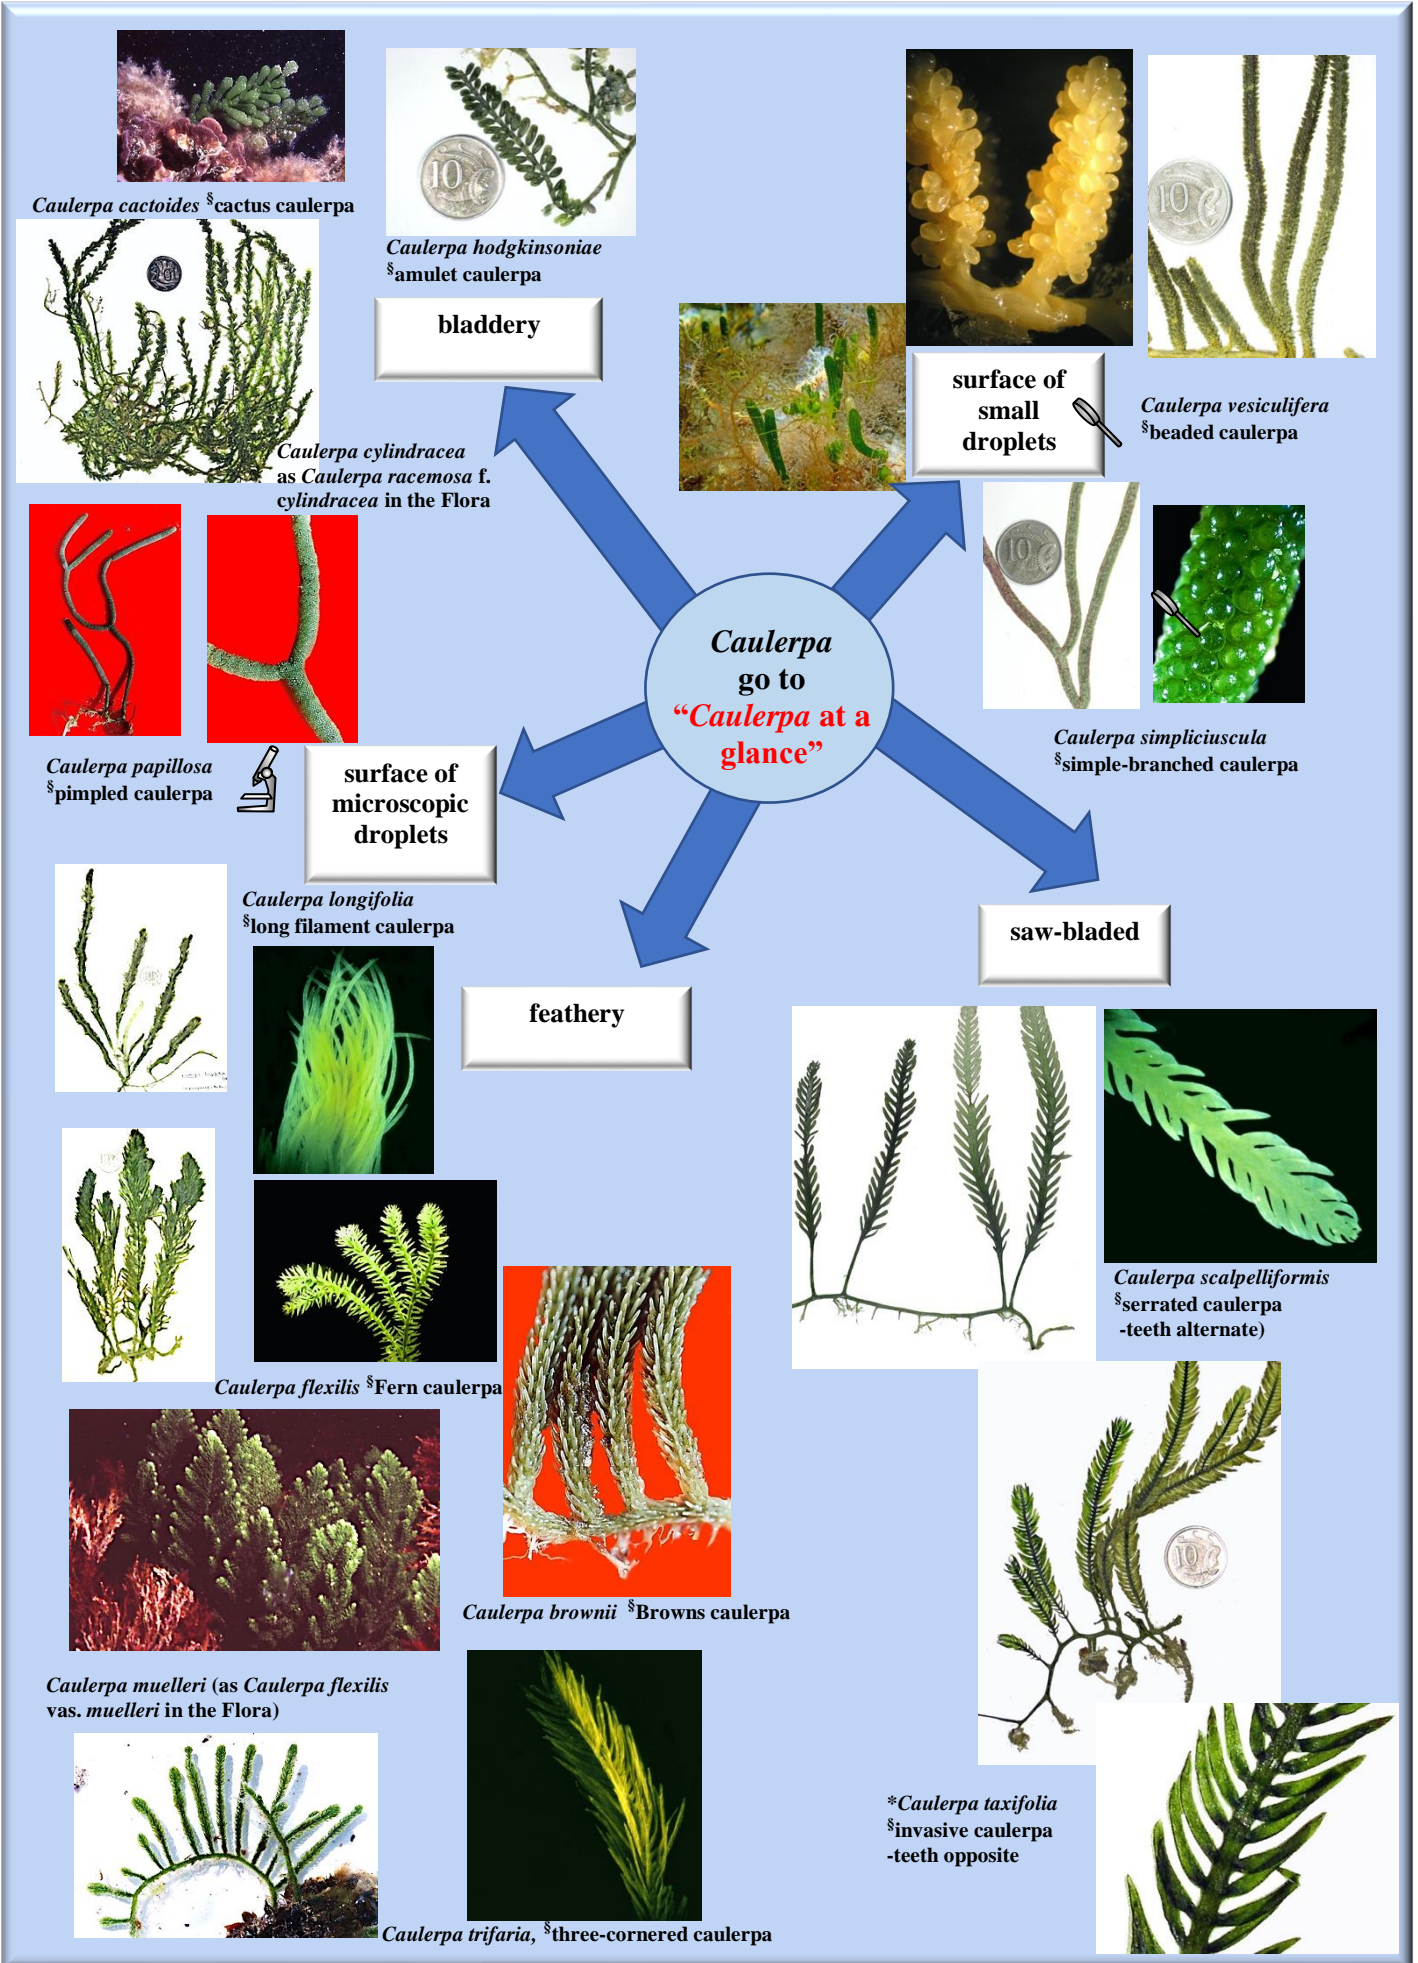 Caulerpa cactoides §cactus caulerpa
Caulerpa hodgkinsoniae
§amulet caulerpa
bladdery
Caulerpa cylindracea
as Caulerpa racemosa f.
cylindracea in the Flora
surface of
small
droplets
Caulerpa vesiculifera
§beaded caulerpa
Caulerpa simpliciuscula
§simple-branched caulerpa
Caulerpa
go to
“Caulerpa at a
glance”
Caulerpa papillosa
§pimpled caulerpa
surface of
microscopic
droplets
Caulerpa longifolia
§long filament caulerpa
feathery
saw-bladed
Caulerpa scalpelliformis
§serrated caulerpa
-teeth alternate)
Caulerpa flexilis §Fern caulerpa
Caulerpa brownii §Browns caulerpa
Caulerpa muelleri (as Caulerpa flexilis
vas. muelleri in the Flora)
*Caulerpa taxifolia
§invasive caulerpa
-teeth opposite
Caulerpa trifaria, §three-cornered caulerpa
10
10
10
10